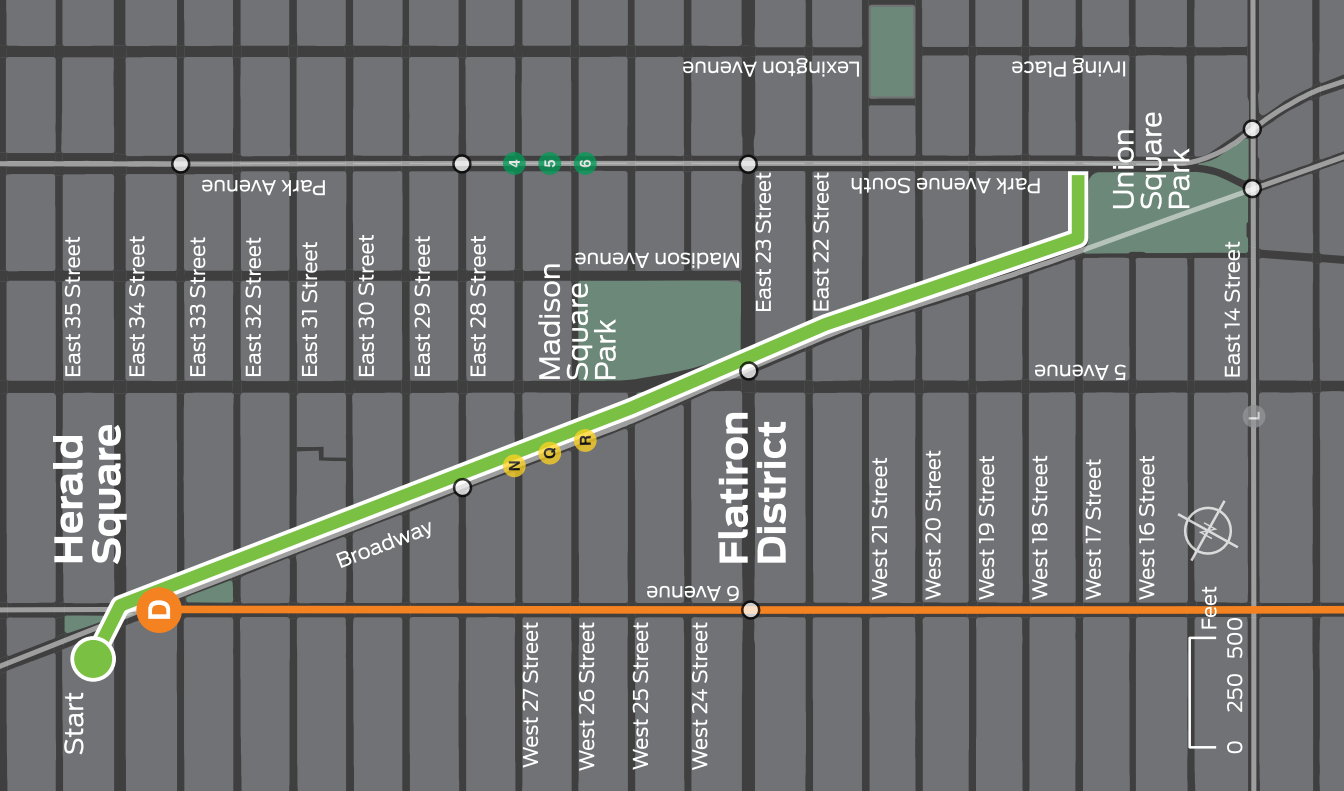 Herald
Square
Start
D
East 35 Street
East 34 Street
East 33 Street
East 32 Street
East 31 Street
East 30 Street
East 29 Street
East 28 Street
Park Avenue
4
5
6
Madison Avenue
Lexington Avenue
Madison
Square
Park
N
Q
R
Broadway
East 23 Street
East 22 Street
Park Avenue South
Irving Place
Union
Square
Park
East 14 Street
5 Avenue
L
Flatiron
District
6 Avenue
West 27 Street
West 26 Street
West 25 Street
West 24 Street
West 21 Street
West 20 Street
West 19 Street
West 18 Street
West 17 Street
West 16 Street
N
Feet
0 250 500